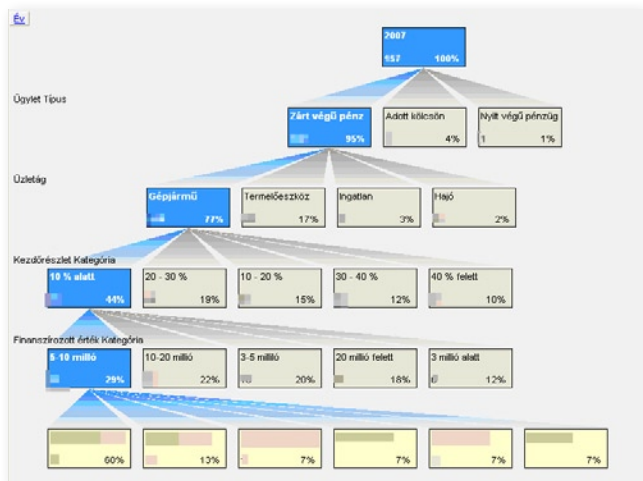 Év
2007
157 100%
Ügylet Típus
Zárt végű pénz
95%
Adott kölcsön
4%
Nyílt végű pénzüg
1 1%
Üzletág
Gépjármű
77%
Termelőeszköz
17%
Ingatlan
3%
Hajó
2%
Kezdőrészlet Kategória
10 % alatt
44%
20 - 30 %
19%
10 - 20 %
15%
30 - 40 %
12%
40 % felett
10%
Finanszírozott érték Kategória
5-10 millió
29%
10-20 millió
22%
3-5 millió
20%
20 millió felett
18%
3 millió alatt
12%
60%
13%
7%
7%
7%
7%